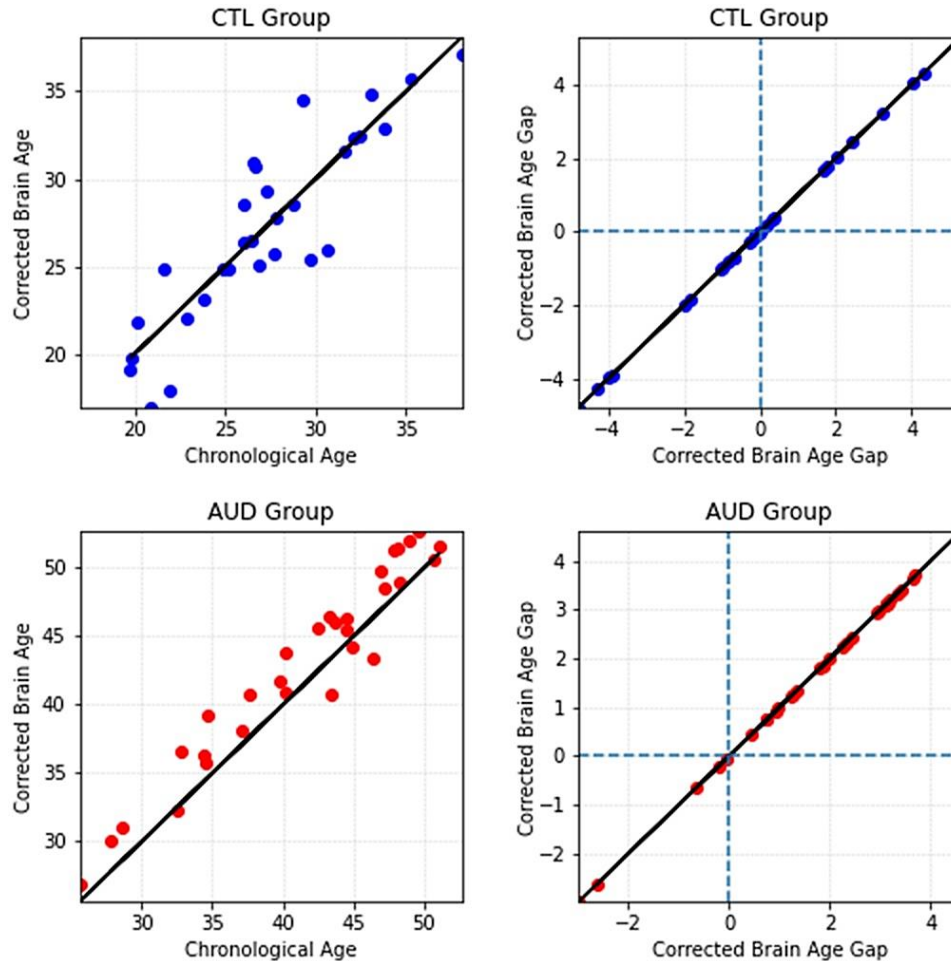 CTL Group
Corrected Brain Age
35
30
25
20
20 25 30 35
Chronological Age
CTL Group
Corrected Brain Age Gap
4
2
0
−2
−4
−4 −2 0 2 4
Corrected Brain Age Gap
AUD Group
Corrected Brain Age
50
45
40
35
30
30 35 40 45 50
Chronological Age
AUD Group
Corrected Brain Age Gap
4
3
2
1
0
−1
−2
−2 0 2 4
Corrected Brain Age Gap